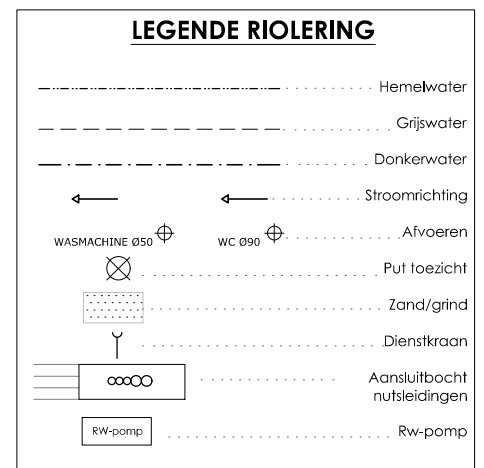 LEGENDE RIOLERING
Hemelwater
Grijswater
Donkerwater
Stroomrichting
WASMACHINE Ø50 WC Ø90 Afvoeren
Put toezicht
Zand/grind
Dienstkraan
Aansluitbocht
nutsleidingen
RW-pomp Rw-pomp